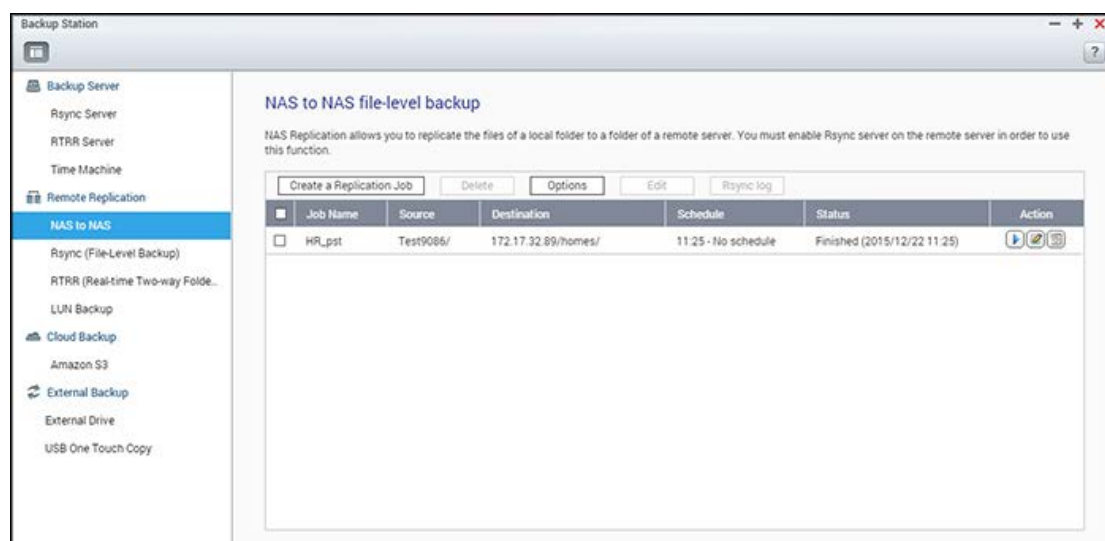 Backup Station
?
Backup Server
Rsync Server
RTRR Server
Time Machine
Remote Replication
NAS to NAS
Rsync (File-Level Backup)
RTRR (Real-time Two-way Folde...
LUN Backup
Cloud Backup
Amazon S3
External Backup
External Drive
USB One Touch Copy
NAS to NAS file-level backup
NAS Replication allows you to replicate the files of a local folder to a folder of a remote server. You must enable Rsync server on the remote server in order to use
this function.
Create a Replication Job Delete Options Edit Rsync log
Job Name Source Destination Schedule Status Action
HR_pst Test9086/ 172.17.32.89/homes/ 11:25 - No schedule Finished (2015/12/22 11:25)